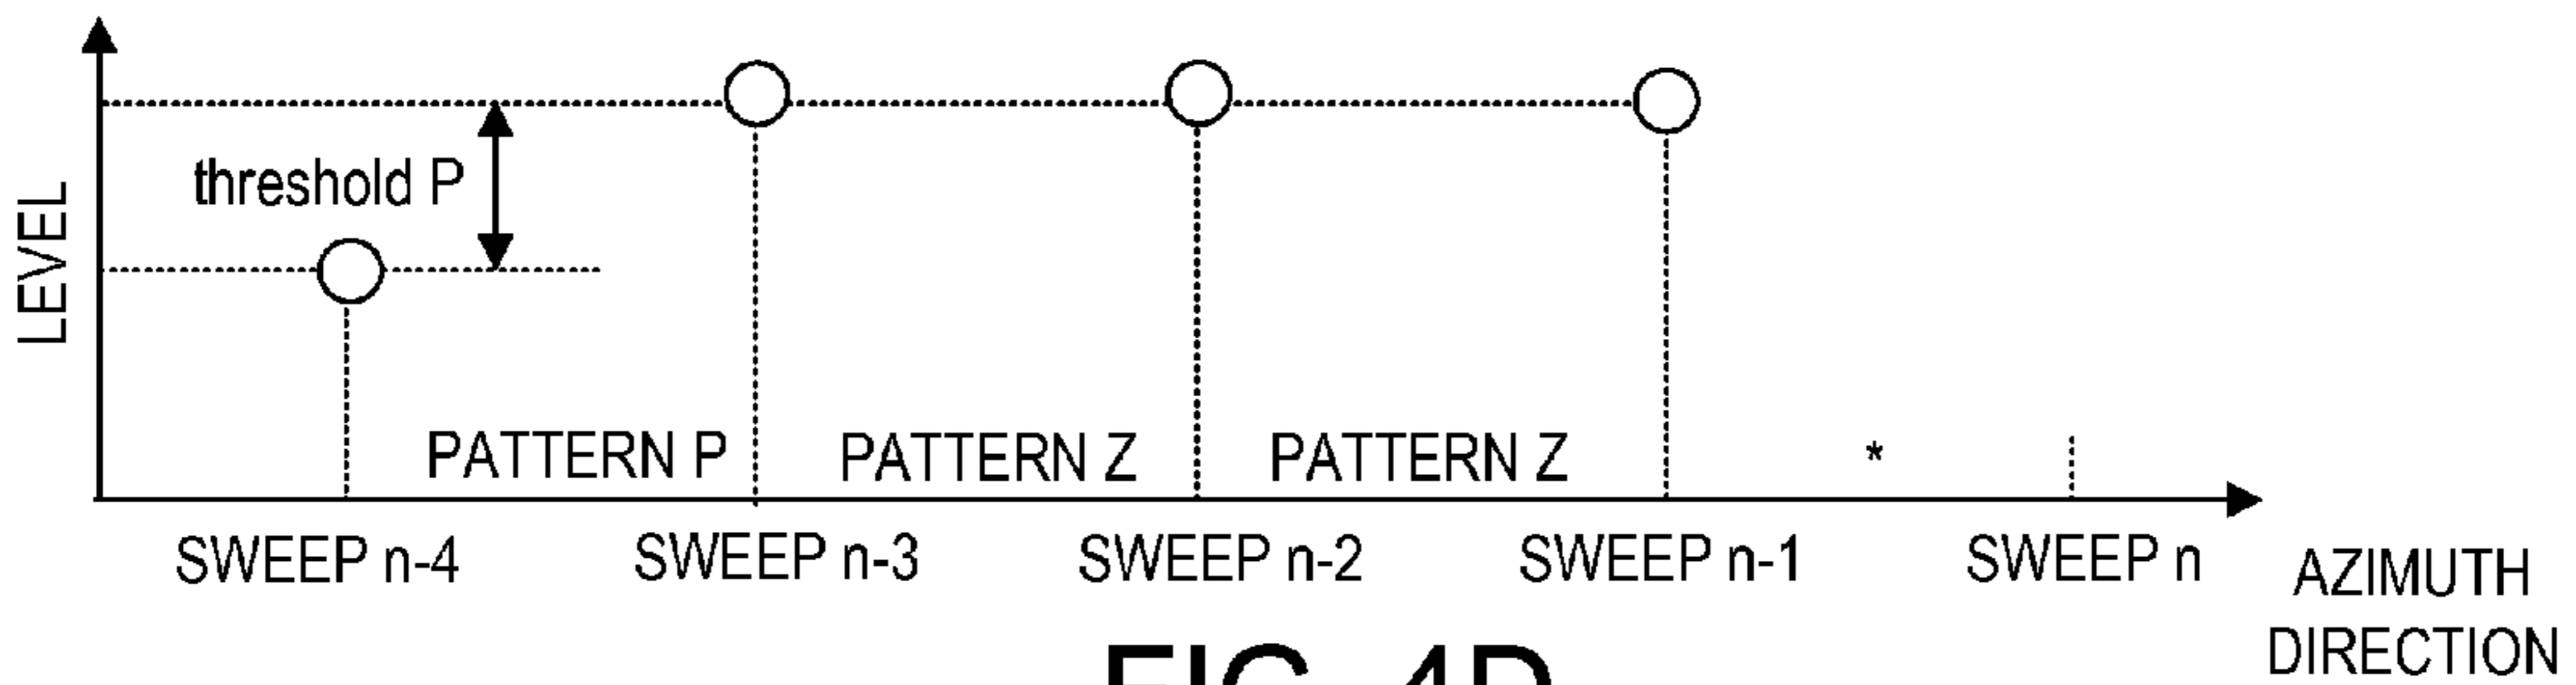 LEVEL
threshold P
PATTERN P
PATTERN Z
PATTERN Z
*
SWEEP n-4
SWEEP n-3
SWEEP n-2
SWEEP n-1
SWEEP n
AZIMUTH
DIRECTION